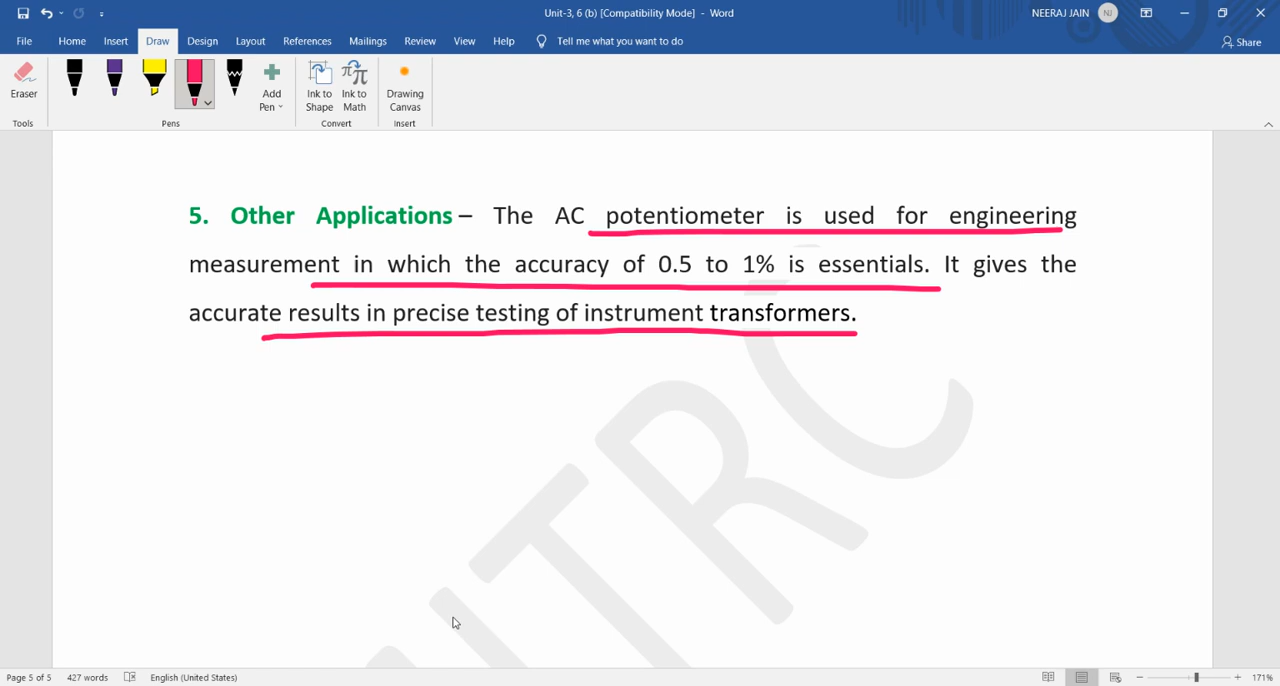 Unit-3, 6 (b) [Compatibility Mode] - Word
NEERAJ JAIN NJ
File Home Insert Draw Design Layout References Mailings Review View Help Tell me what you want to do Share
Eraser
Add Pen
Ink to Shape
Ink to Math
Drawing Canvas
Tools Pens Convert Insert
5. Other Applications – The AC potentiometer is used for engineering
measurement in which the accuracy of 0.5 to 1% is essentials. It gives the
accurate results in precise testing of instrument transformers.
Page 5 of 5 427 words English (United States) 171%